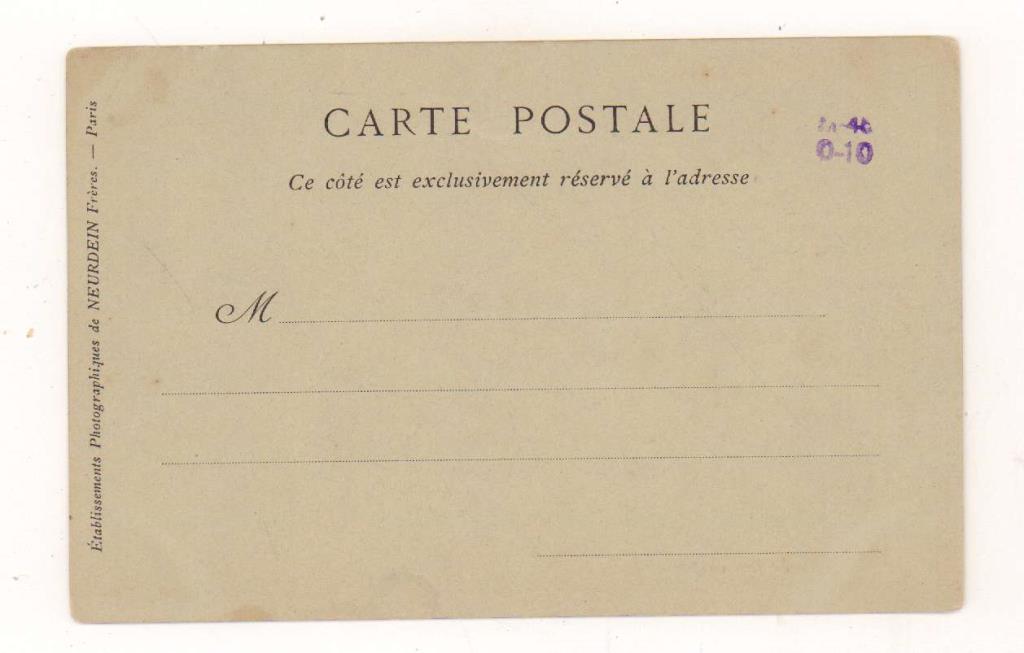 CARTE POSTALE
0-10
Ce côté est exclusivement réservé à l'adresse
M
Établissements Photographiques de NEURDEIN Frères. — Paris